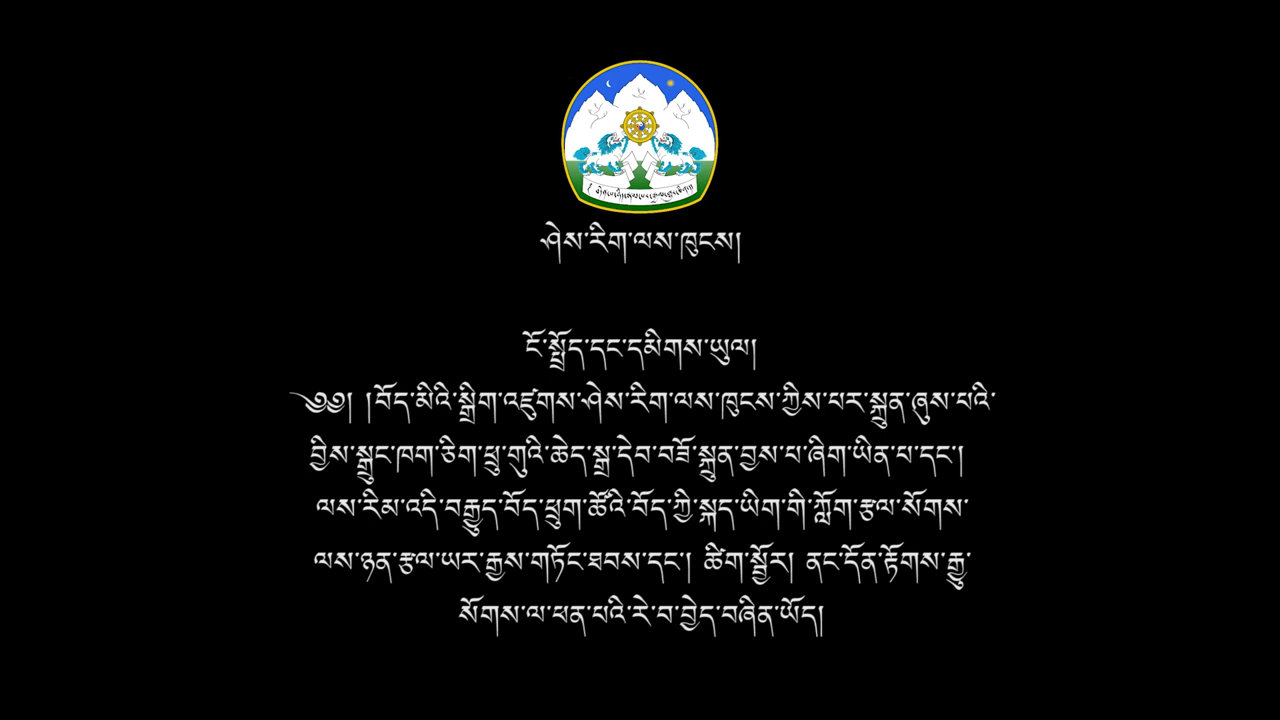 ཤེས་རིག་ལས་ཁུངས།
ངོ་སྤྲོད་དང་དམིགས་ཡུལ།
༄༅། །བོད་མིའི་སྒྲིག་འཛུགས་ཤེས་རིག་ལས་ཁུངས་ཀྱིས་པར་སྐྲུན་ཞུས་པའི་
བྱིས་སྒྲུང་ཁག་ཅིག་ཕྲུ་གུའི་ཆེད་སྒྲ་དེབ་བཟོ་སྐྲུན་བྱས་པ་ཞིག་ཡིན་པ་དང་།
ལས་རིམ་འདི་བརྒྱུད་བོད་ཕྲུག་ཚོའི་བོད་ཀྱི་སྐད་ཡིག་གི་ཀློག་རྩལ་སོགས་
ལས་ཉན་རྩལ་ཡར་རྒྱས་གཏོང་ཐབས་དང་། ཚིག་སྦྱོར། ནང་དོན་རྟོགས་རྒྱུ་
སོགས་ལ་ཕན་པའི་རེ་བ་བྱེད་བཞིན་ཡོད།